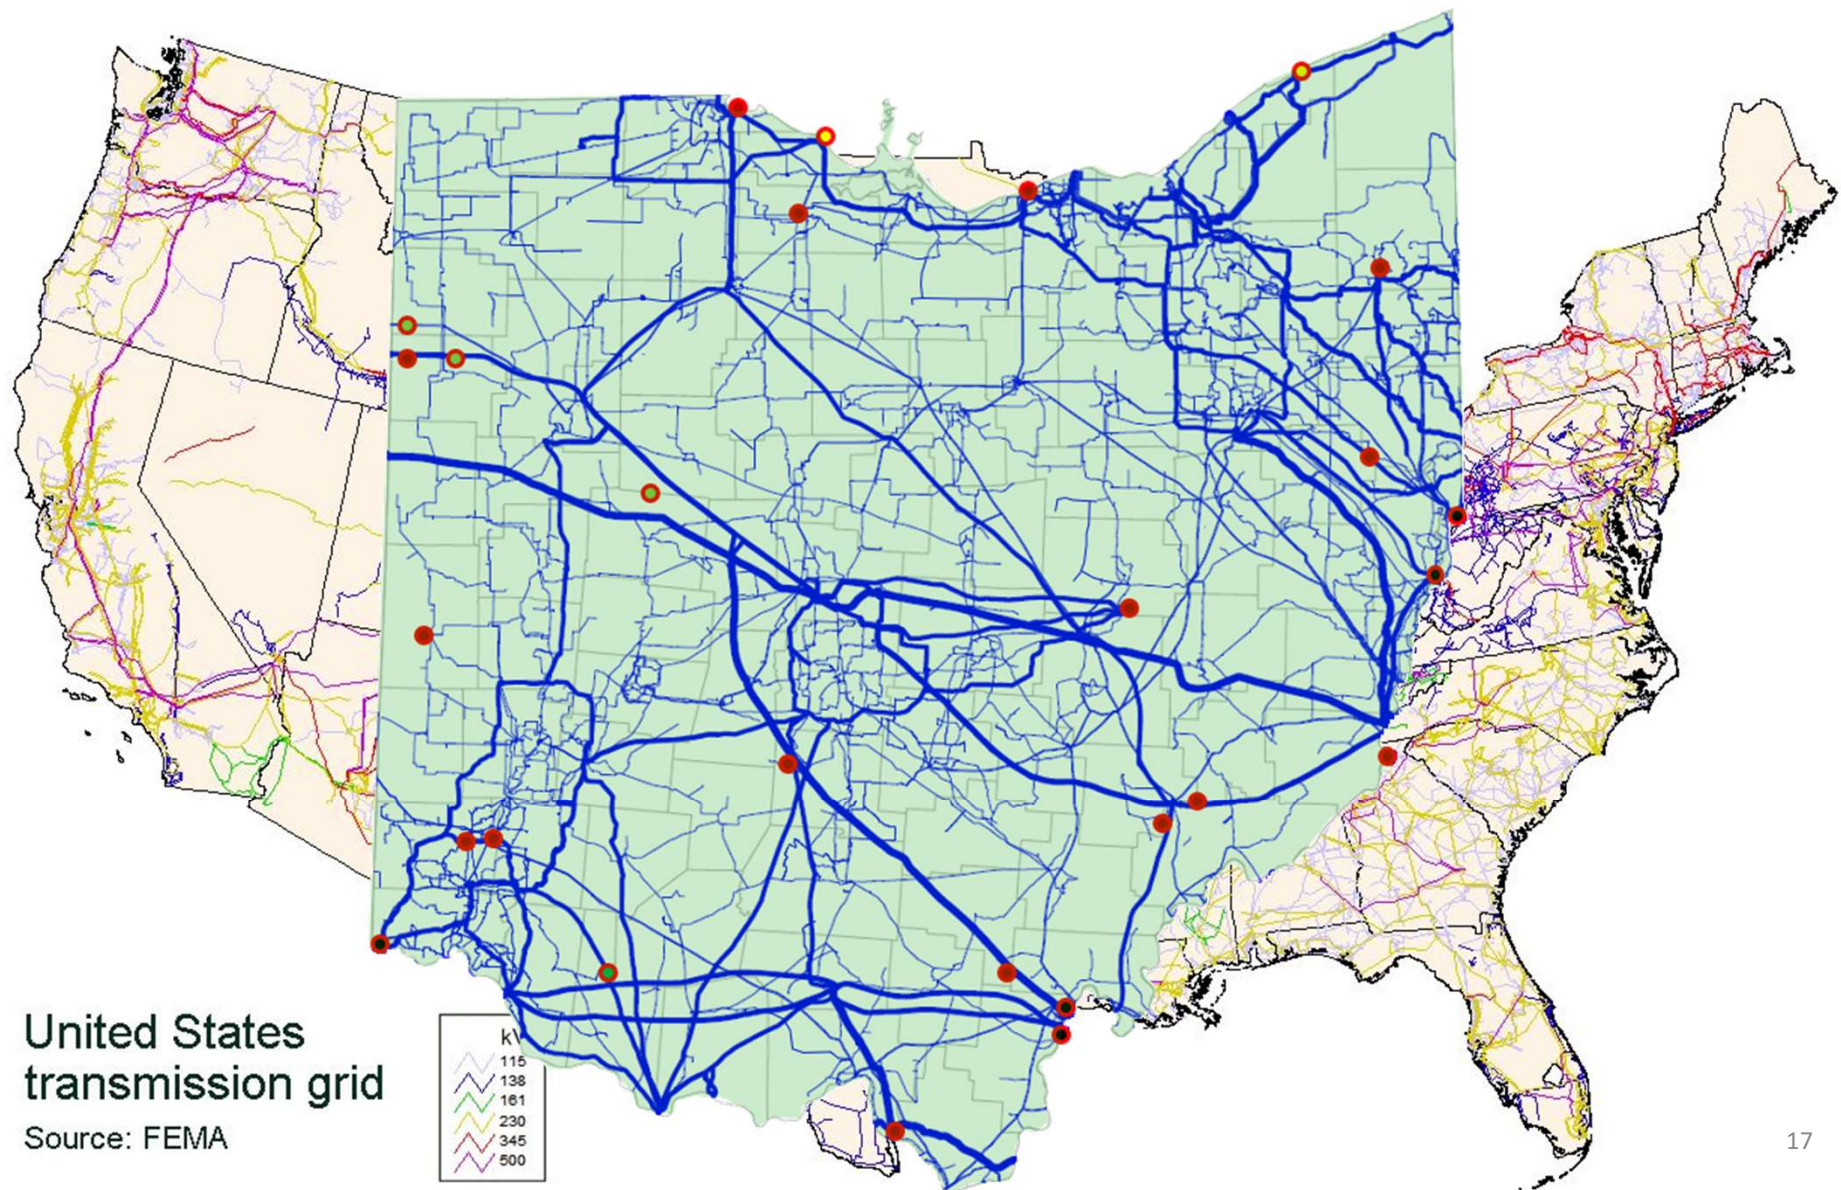 United States
transmission grid
Source: FEMA
kV
115
138
161
230
345
500
17